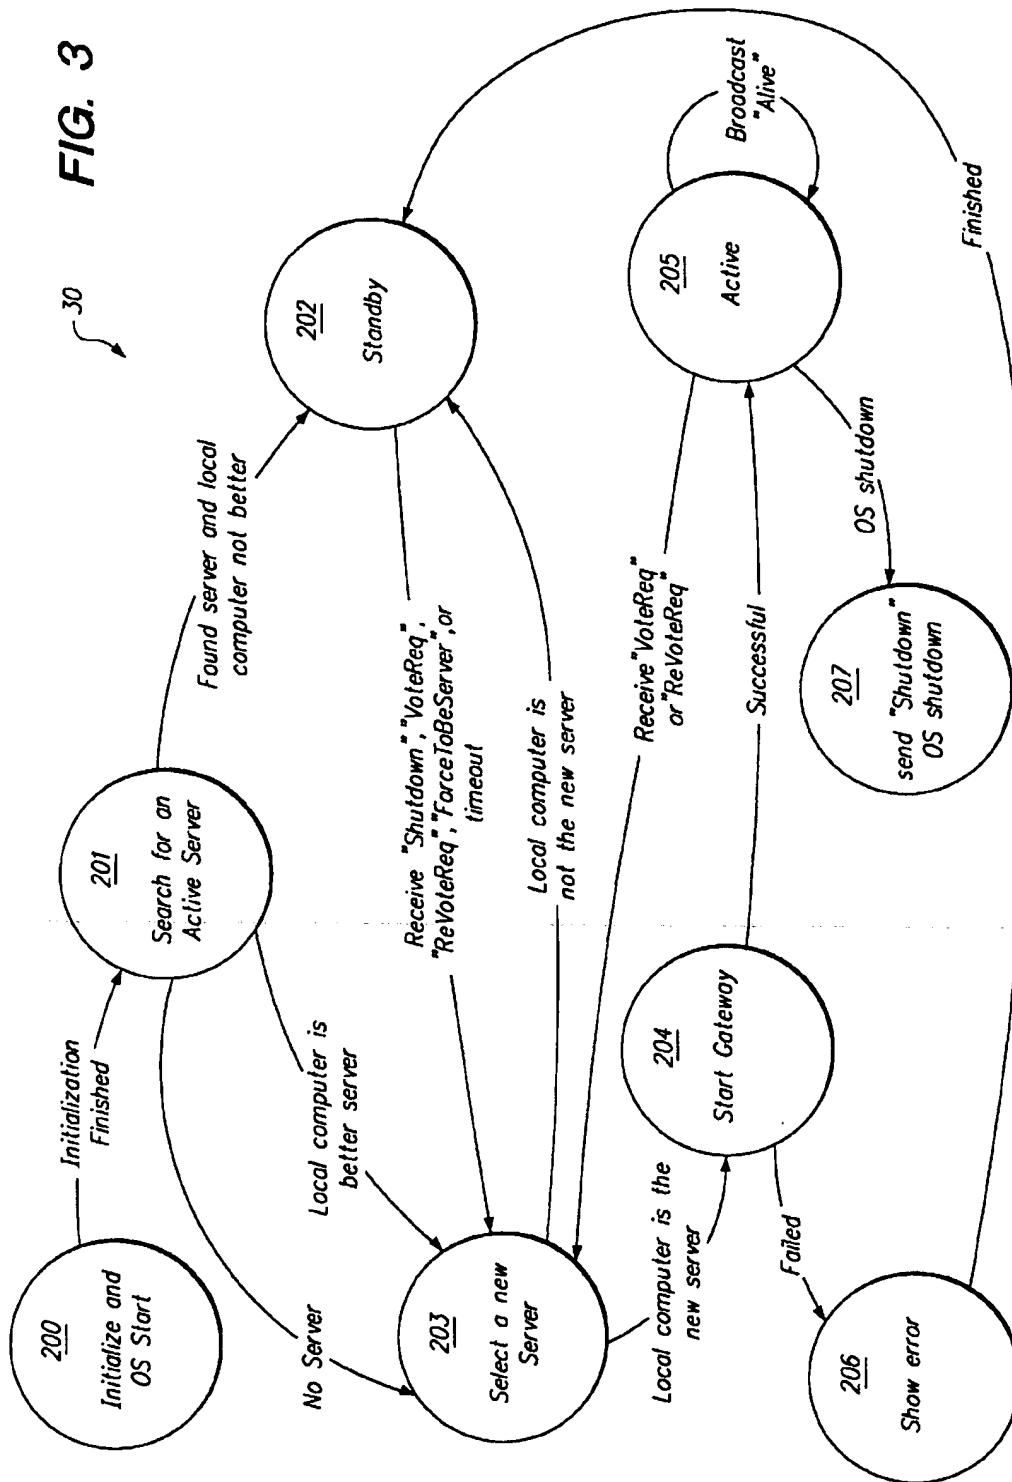 FIG. 3
30
200
Initialize and
OS Start
Initialization
Finished
201
Search for an
Active Server
Found server and local
computer not better
202
Standby
No Server
Local computer is
better server
Receive "Shutdown","VoteReq",
"ReVoteReq","ForceToBeServer",or
timeout
Local computer is
not the new server
203
Select a new
Server
Receive"VoteReq"
or "ReVoteReq"
Local computer is the
new server
204
Start Gateway
Successful
205
Active
Broadcast
"Alive"
Failed
206
Show error
OS shutdown
207
send "Shutdown"
OS shutdown
Finished